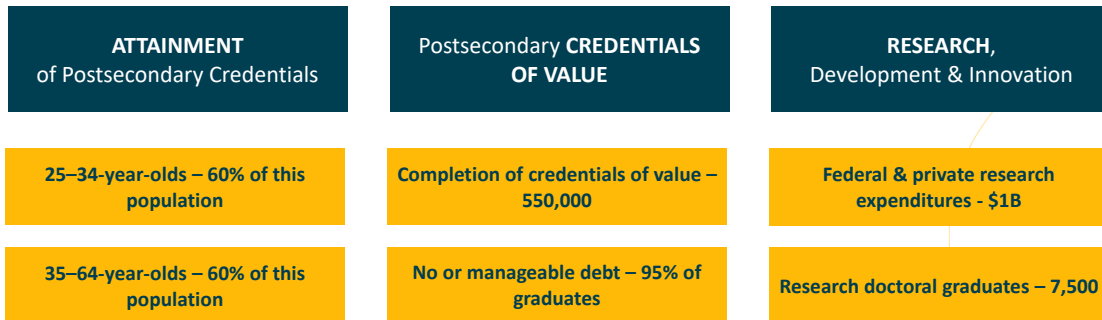 ATTAINMENT
of Postsecondary Credentials
25–34-year-olds – 60% of this
population
35–64-year-olds – 60% of this
population
Postsecondary CREDENTIALS
OF VALUE
Completion of credentials of value –
550,000
No or manageable debt – 95% of
graduates
RESEARCH,
Development & Innovation
Federal & private research
expenditures - $1B
Research doctoral graduates – 7,500